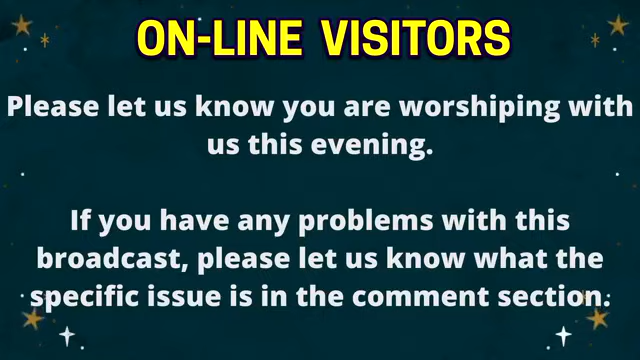 ON-LINE VISITORS
Please let us know you are worshiping with
us this evening.
If you have any problems with this
broadcast, please let us know what the
specific issue is in the comment section.